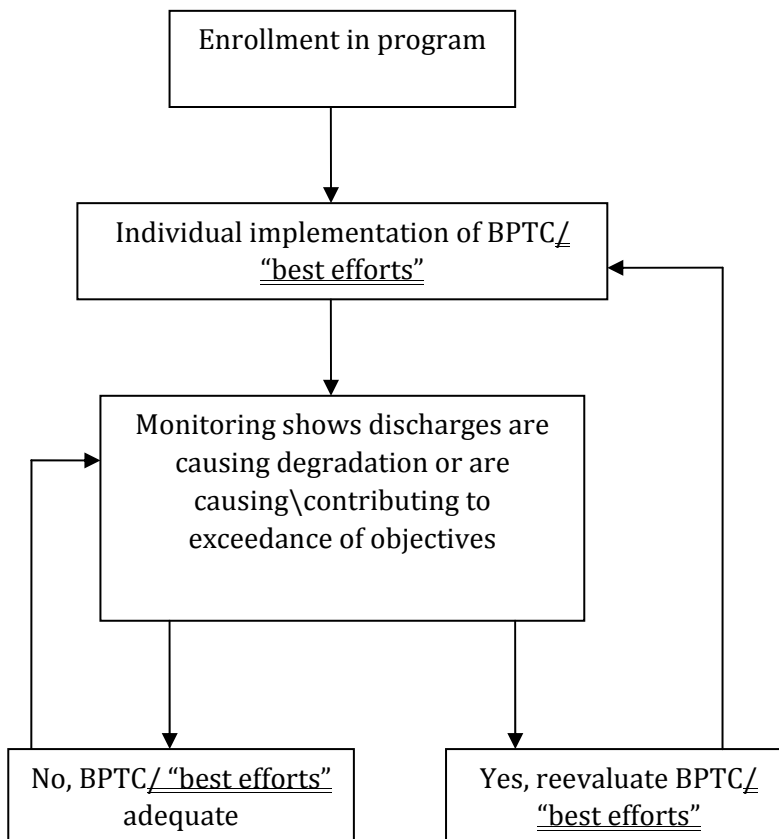 Enrollment in program
Individual implementation of BPTC/
“best efforts”
Monitoring shows discharges are
causing degradation or are
causing\contributing to
exceedance of objectives
No, BPTC/ “best efforts”
adequate
Yes, reevaluate BPTC/
“best efforts”